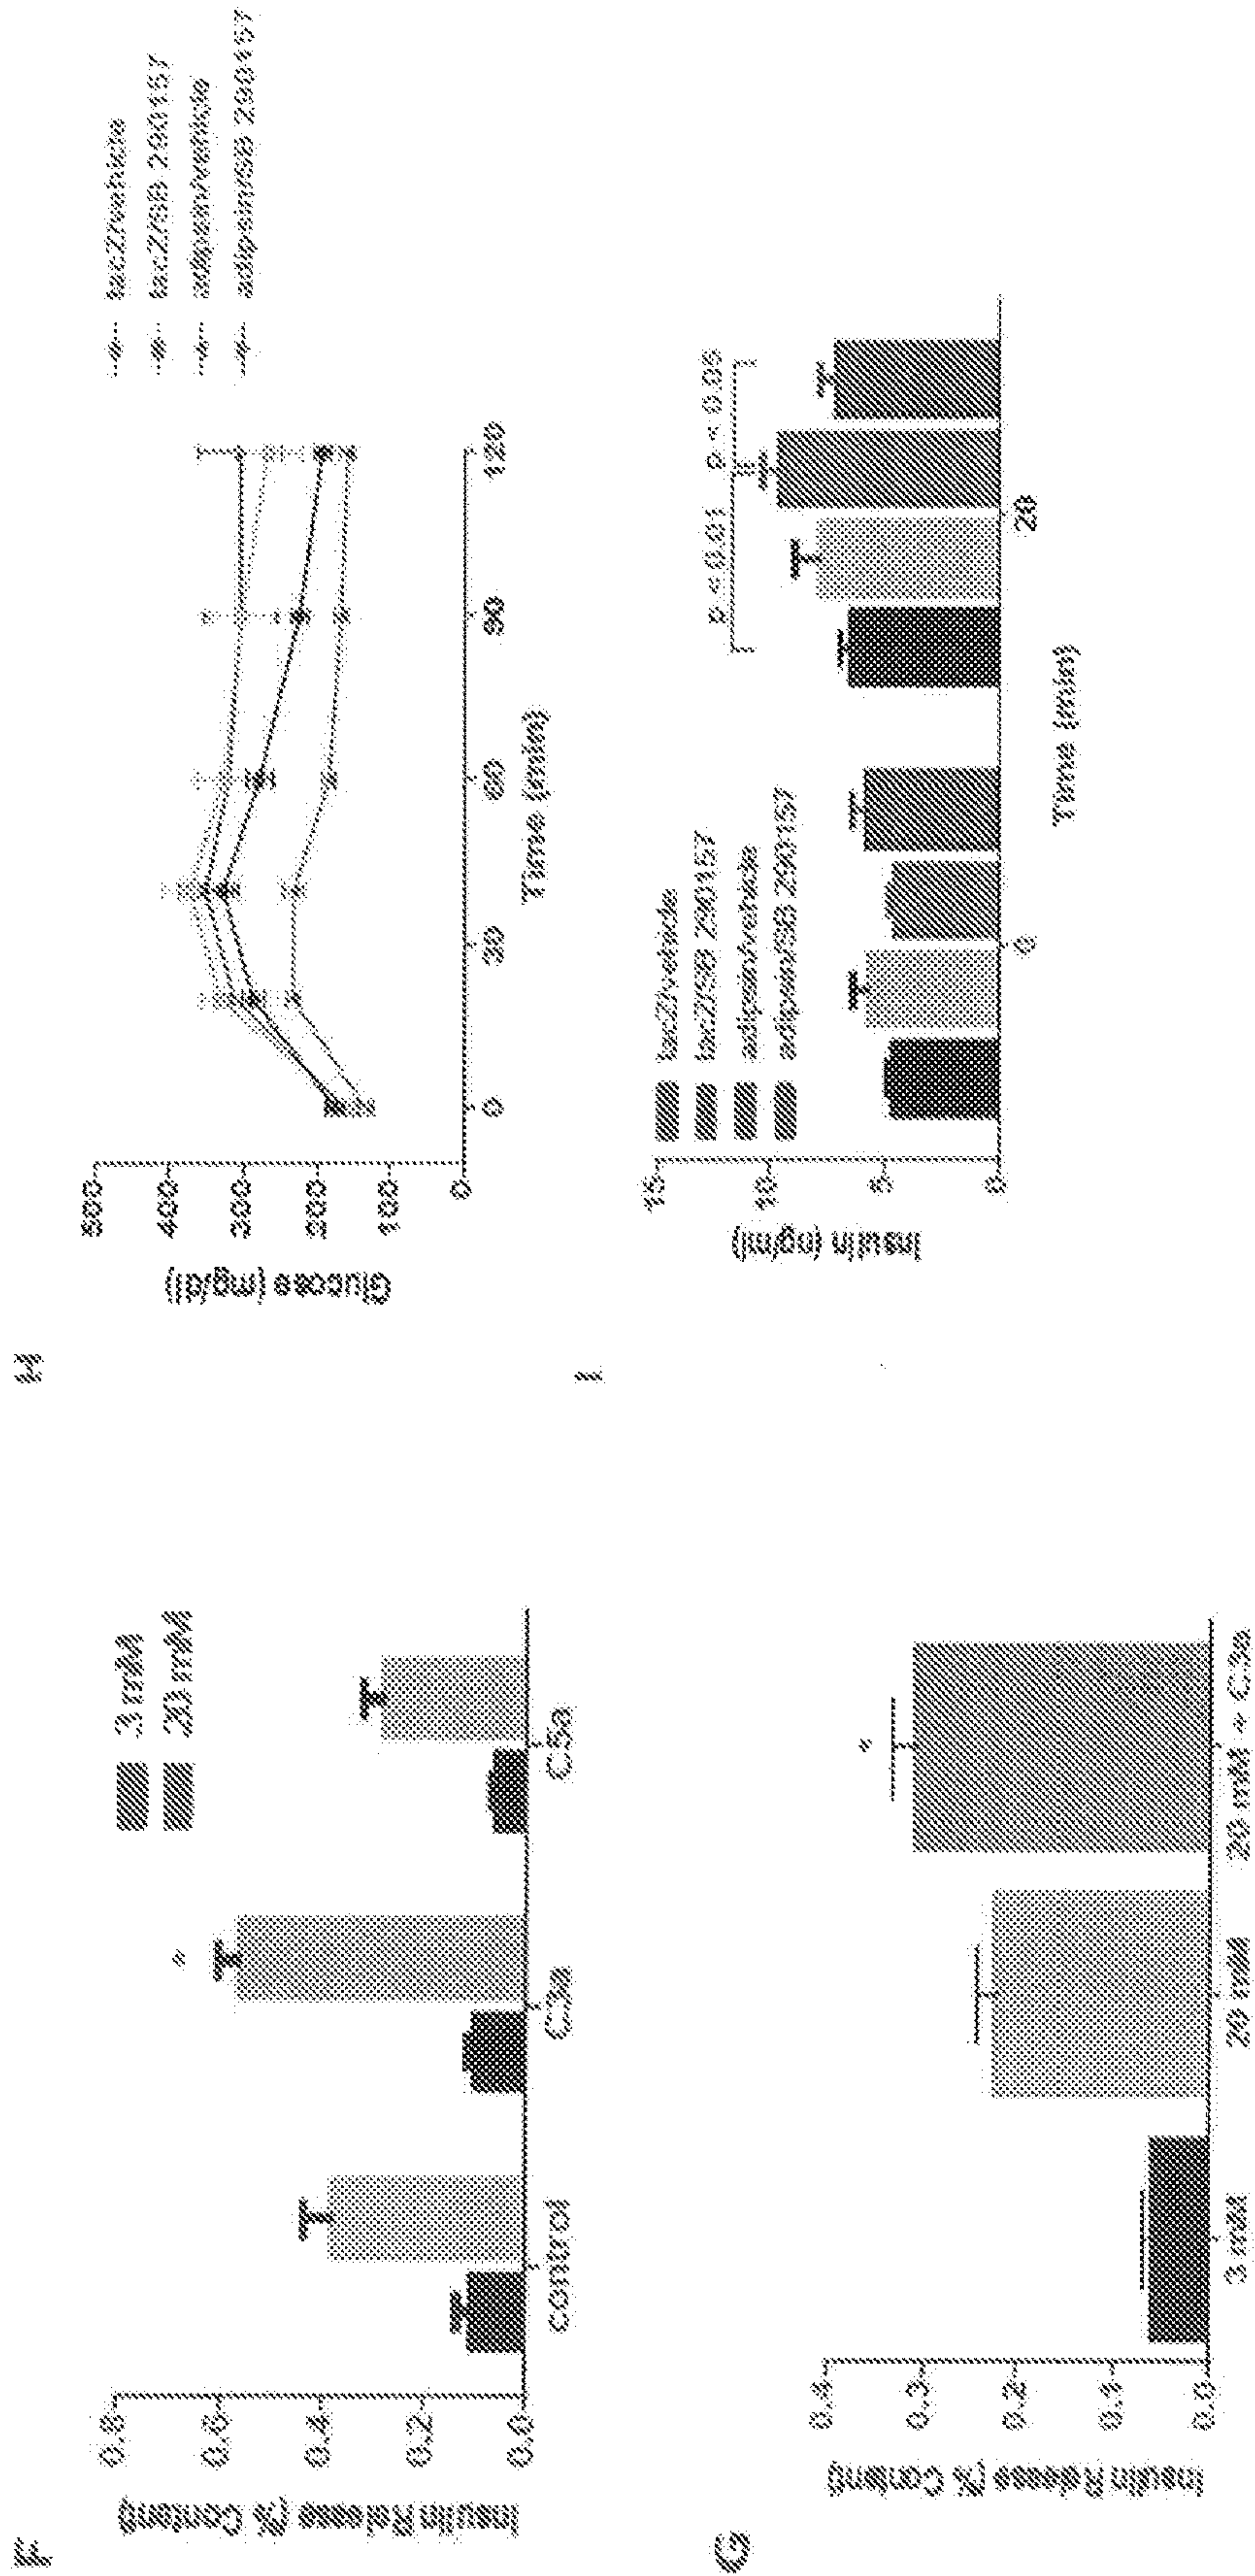 F
Insulin Release (% Content)
0.8
0.6
0.4
0.2
0.0
3 mM
20 mM
control
C3a
C5a
*
G
Insulin Release (% Content)
0.4
0.3
0.2
0.1
0.0
3 mM
20 mM
20 mM + C3a
*
H
Glucose (mg/dl)
500
400
300
200
100
0
0
30
60
90
120
Time (min)
lacZ/vehicle
lacZ/SB 290157
adipsin/vehicle
adipsin/SB 290157
I
Insulin (ng/ml)
15
10
5
0
lacZ/vehicle
lacZ/SB 290157
adipsin/vehicle
adipsin/SB 290157
p < 0.01
p < 0.05
0
20
Time (min)